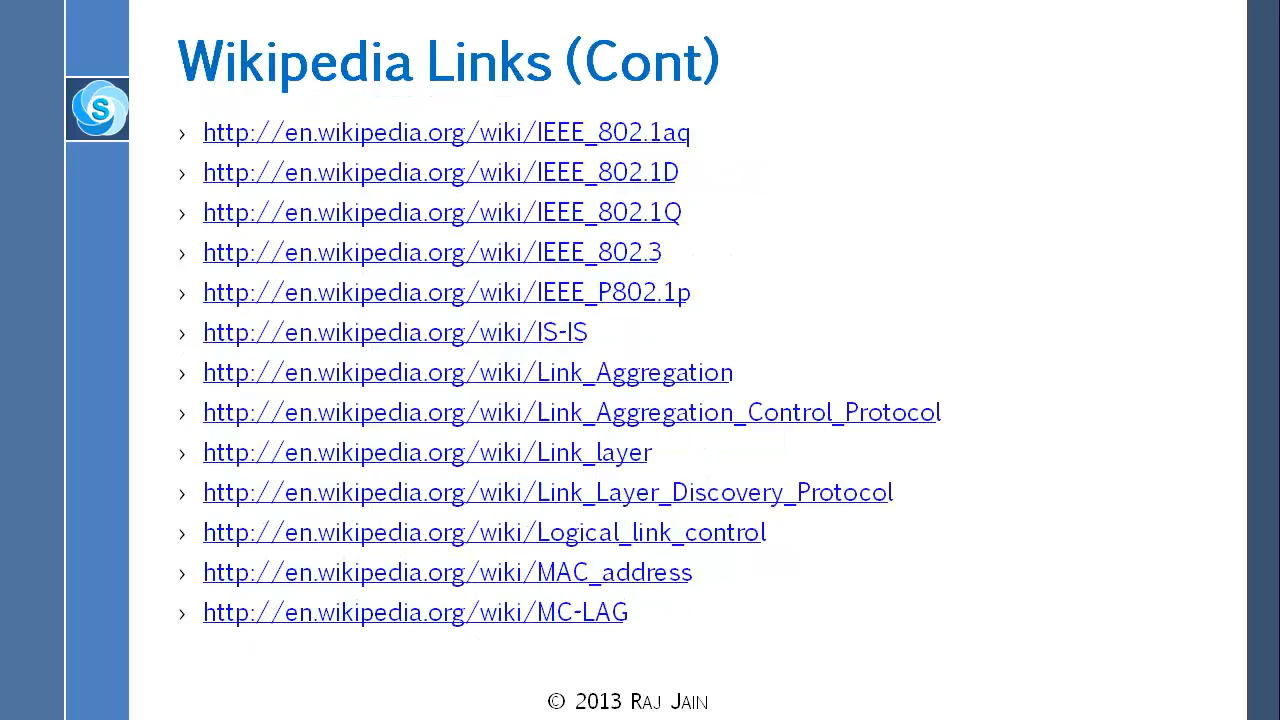 Wikipedia Links (Cont)
S
› http://en.wikipedia.org/wiki/IEEE_802.1aq
› http://en.wikipedia.org/wiki/IEEE_802.1D
› http://en.wikipedia.org/wiki/IEEE_802.1Q
› http://en.wikipedia.org/wiki/IEEE_802.3
› http://en.wikipedia.org/wiki/IEEE_P802.1p
› http://en.wikipedia.org/wiki/IS-IS
› http://en.wikipedia.org/wiki/Link_Aggregation
› http://en.wikipedia.org/wiki/Link_Aggregation_Control_Protocol
› http://en.wikipedia.org/wiki/Link_layer
› http://en.wikipedia.org/wiki/Link_Layer_Discovery_Protocol
› http://en.wikipedia.org/wiki/Logical_link_control
› http://en.wikipedia.org/wiki/MAC_address
› http://en.wikipedia.org/wiki/MC-LAG
© 2013 Raj Jain